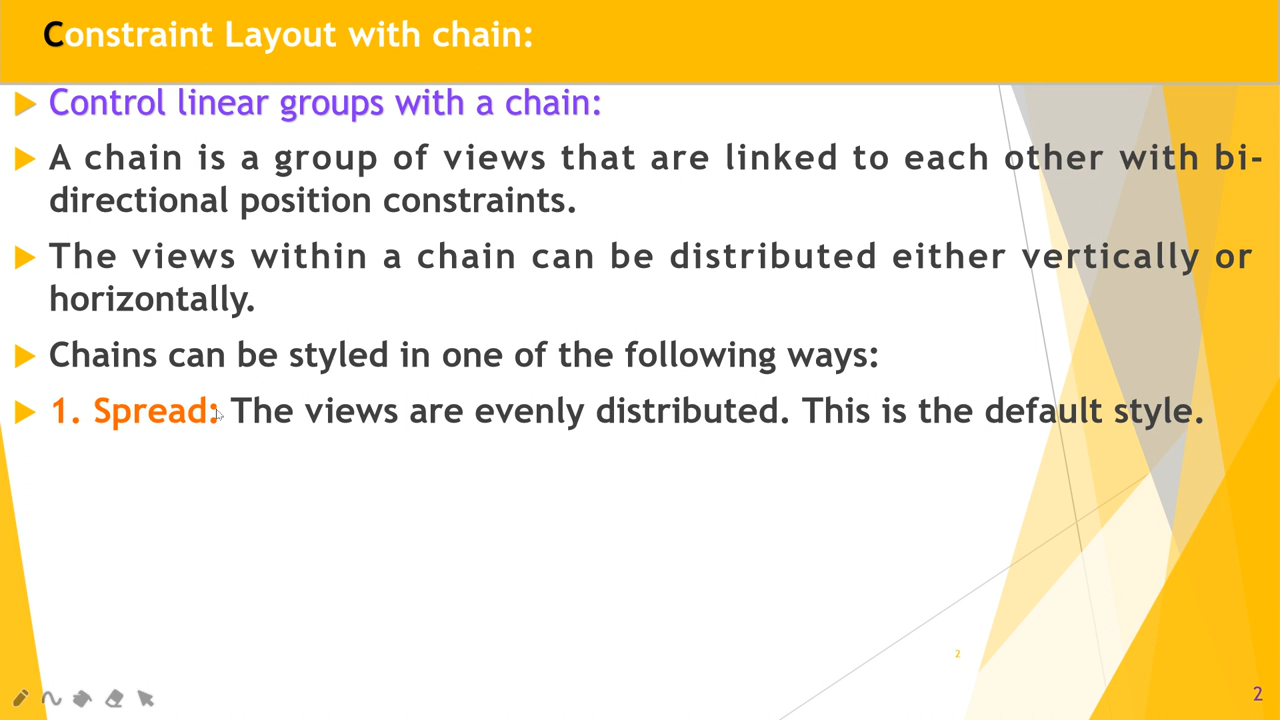 Constraint Layout with chain:
Control linear groups with a chain:
A chain is a group of views that are linked to each other with bi-
directional position constraints.
The views within a chain can be distributed either vertically or
horizontally.
Chains can be styled in one of the following ways:
1. Spread: The views are evenly distributed. This is the default style.
2
2